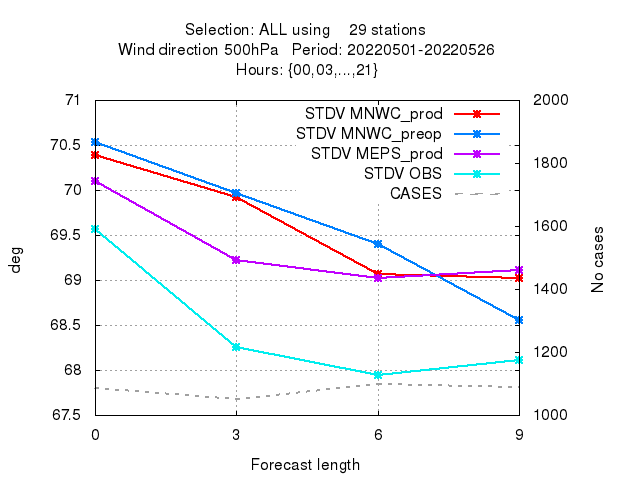 Selection: ALL using 29 stations
Wind direction 500hPa Period: 20220501-20220526
Hours: {00,03,...,21}
STDV MNWC_prod
STDV MNWC_preop
STDV MEPS_prod
STDV OBS
CASES
71
70.5
70
69.5
69
68.5
68
67.5
deg
2000
1800
1600
1400
1200
1000
No cases
0 3 6 9
Forecast length